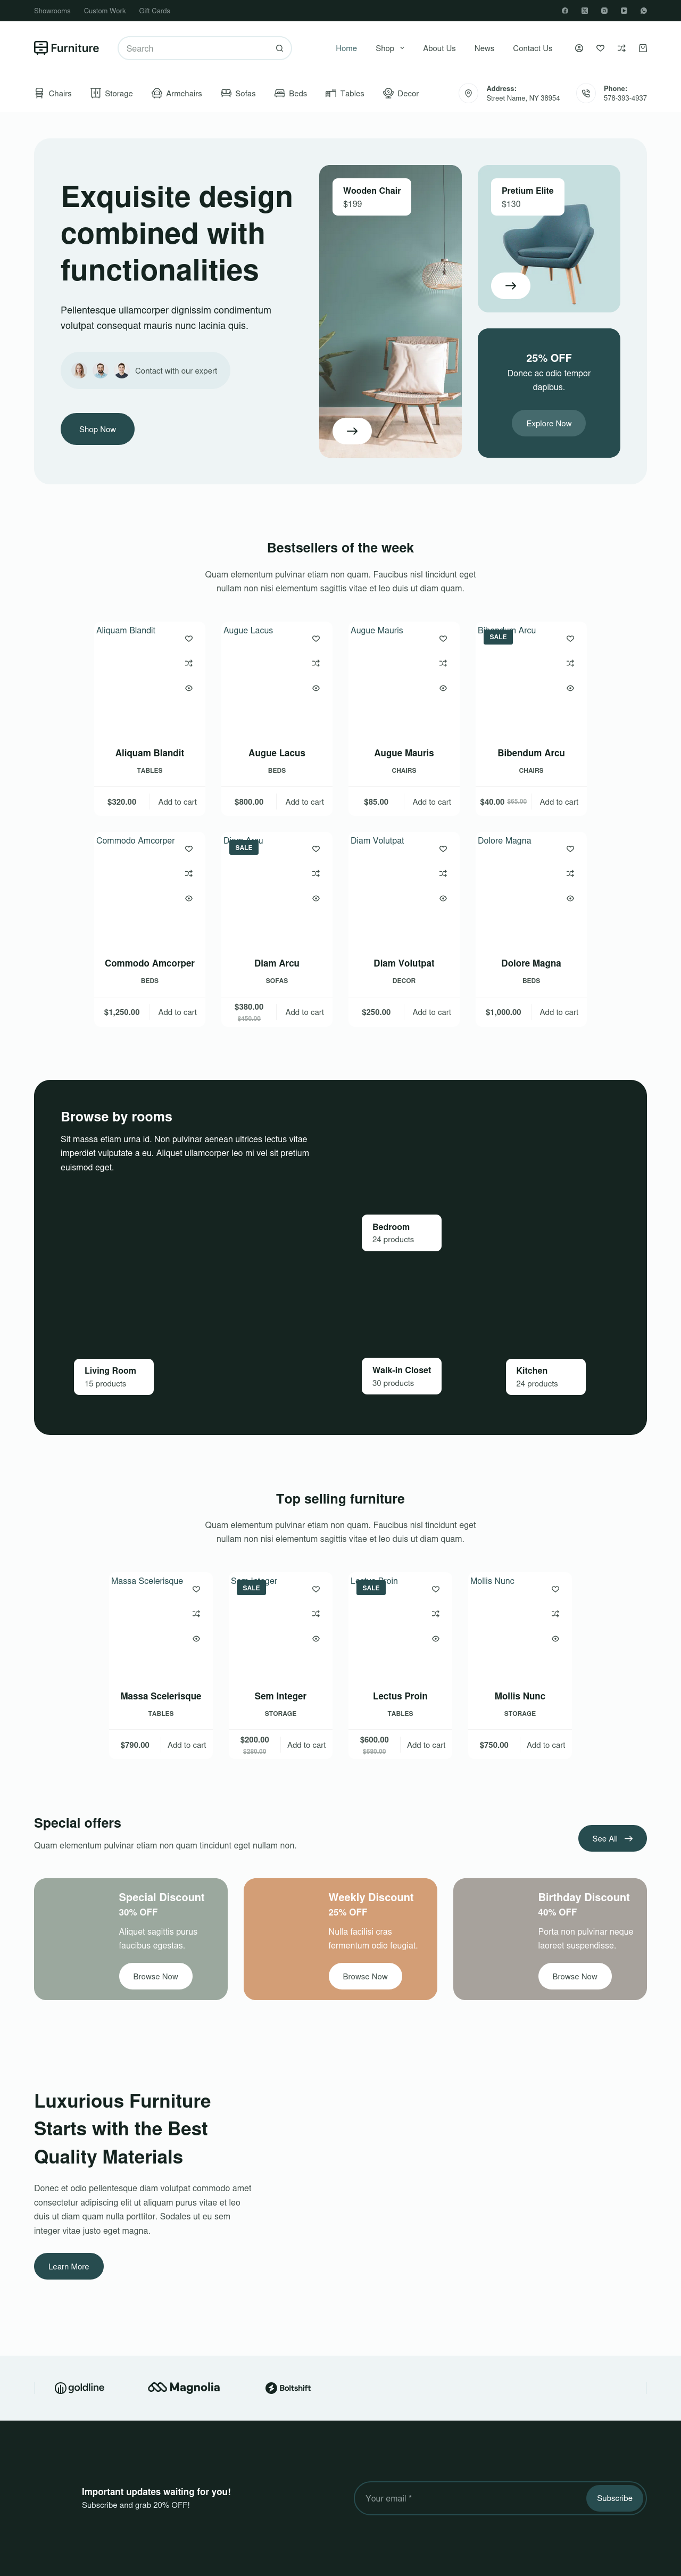 Showrooms Custom Work Gift Cards
Furniture
Search
Home Shop About Us News Contact Us
Chairs Storage Armchairs Sofas Beds Tables Decor
Address:
Street Name, NY 38954
Phone:
578-393-4937
Exquisite design
combined with
functionalities
Pellentesque ullamcorper dignissim condimentum
volutpat consequat mauris nunc lacinia quis.
Contact with our expert
Shop Now
Wooden Chair
$199
Pretium Elite
$130
25% OFF
Donec ac odio tempor
dapibus.
Explore Now
Bestsellers of the week
Quam elementum pulvinar etiam non quam. Faucibus nisl tincidunt eget
nullam non nisi elementum sagittis vitae et leo duis ut diam quam.
Aliquam Blandit
Aliquam Blandit
TABLES
$320.00 Add to cart
Augue Lacus
Augue Lacus
BEDS
$800.00 Add to cart
Augue Mauris
Augue Mauris
CHAIRS
$85.00 Add to cart
Arcu
SALE
Bibendum Arcu
CHAIRS
$40.00 $65.00 Add to cart
Commodo Amcorper
Commodo Amcorper
BEDS
$1,250.00 Add to cart
SALE
Diam Arcu
SOFAS
$380.00
$450.00
Add to cart
Diam Volutpat
Diam Volutpat
DECOR
$250.00 Add to cart
Dolore Magna
Dolore Magna
BEDS
$1,000.00 Add to cart
Browse by rooms
Sit massa etiam urna id. Non pulvinar aenean ultrices lectus vitae
imperdiet vulputate a eu. Aliquet ullamcorper leo mi vel sit pretium
euismod eget.
Bedroom
24 products
Living Room
15 products
Walk-in Closet
30 products
Kitchen
24 products
Top selling furniture
Quam elementum pulvinar etiam non quam. Faucibus nisl tincidunt eget
nullam non nisi elementum sagittis vitae et leo duis ut diam quam.
Massa Scelerisque
Massa Scelerisque
TABLES
$790.00 Add to cart
SALE
Sem Integer
STORAGE
$200.00
$280.00
Add to cart
SALE
Lectus Proin
TABLES
$600.00
$680.00
Add to cart
Mollis Nunc
Mollis Nunc
STORAGE
$750.00 Add to cart
Special offers
Quam elementum pulvinar etiam non quam tincidunt eget nullam non.
See All
Special Discount
30% OFF
Aliquet sagittis purus
faucibus egestas.
Browse Now
Weekly Discount
25% OFF
Nulla facilisi cras
fermentum odio feugiat.
Browse Now
Birthday Discount
40% OFF
Porta non pulvinar neque
laoreet suspendisse.
Browse Now
Luxurious Furniture
Starts with the Best
Quality Materials
Donec et odio pellentesque diam volutpat commodo amet
consectetur adipiscing elit ut aliquam purus vitae et leo
duis ut diam quam nulla porttitor. Sodales ut eu sem
integer vitae justo eget magna.
Learn More
goldline Magnolia Boltshift
Important updates waiting for you!
Subscribe and grab 20% OFF!
Your email *
Subscribe